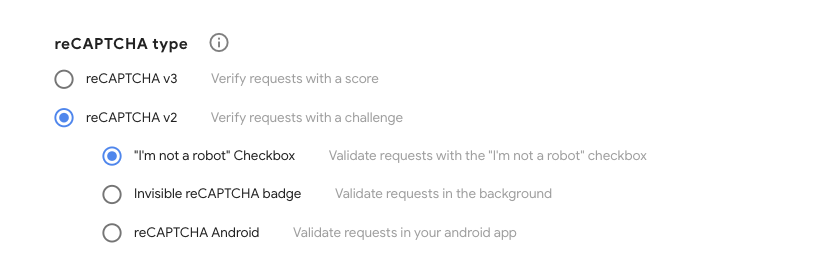 reCAPTCHA type
reCAPTCHA v3 Verify requests with a score
reCAPTCHA v2 Verify requests with a challenge
"I'm not a robot" Checkbox Validate requests with the "I'm not a robot" checkbox
Invisible reCAPTCHA badge Validate requests in the background
reCAPTCHA Android Validate requests in your android app